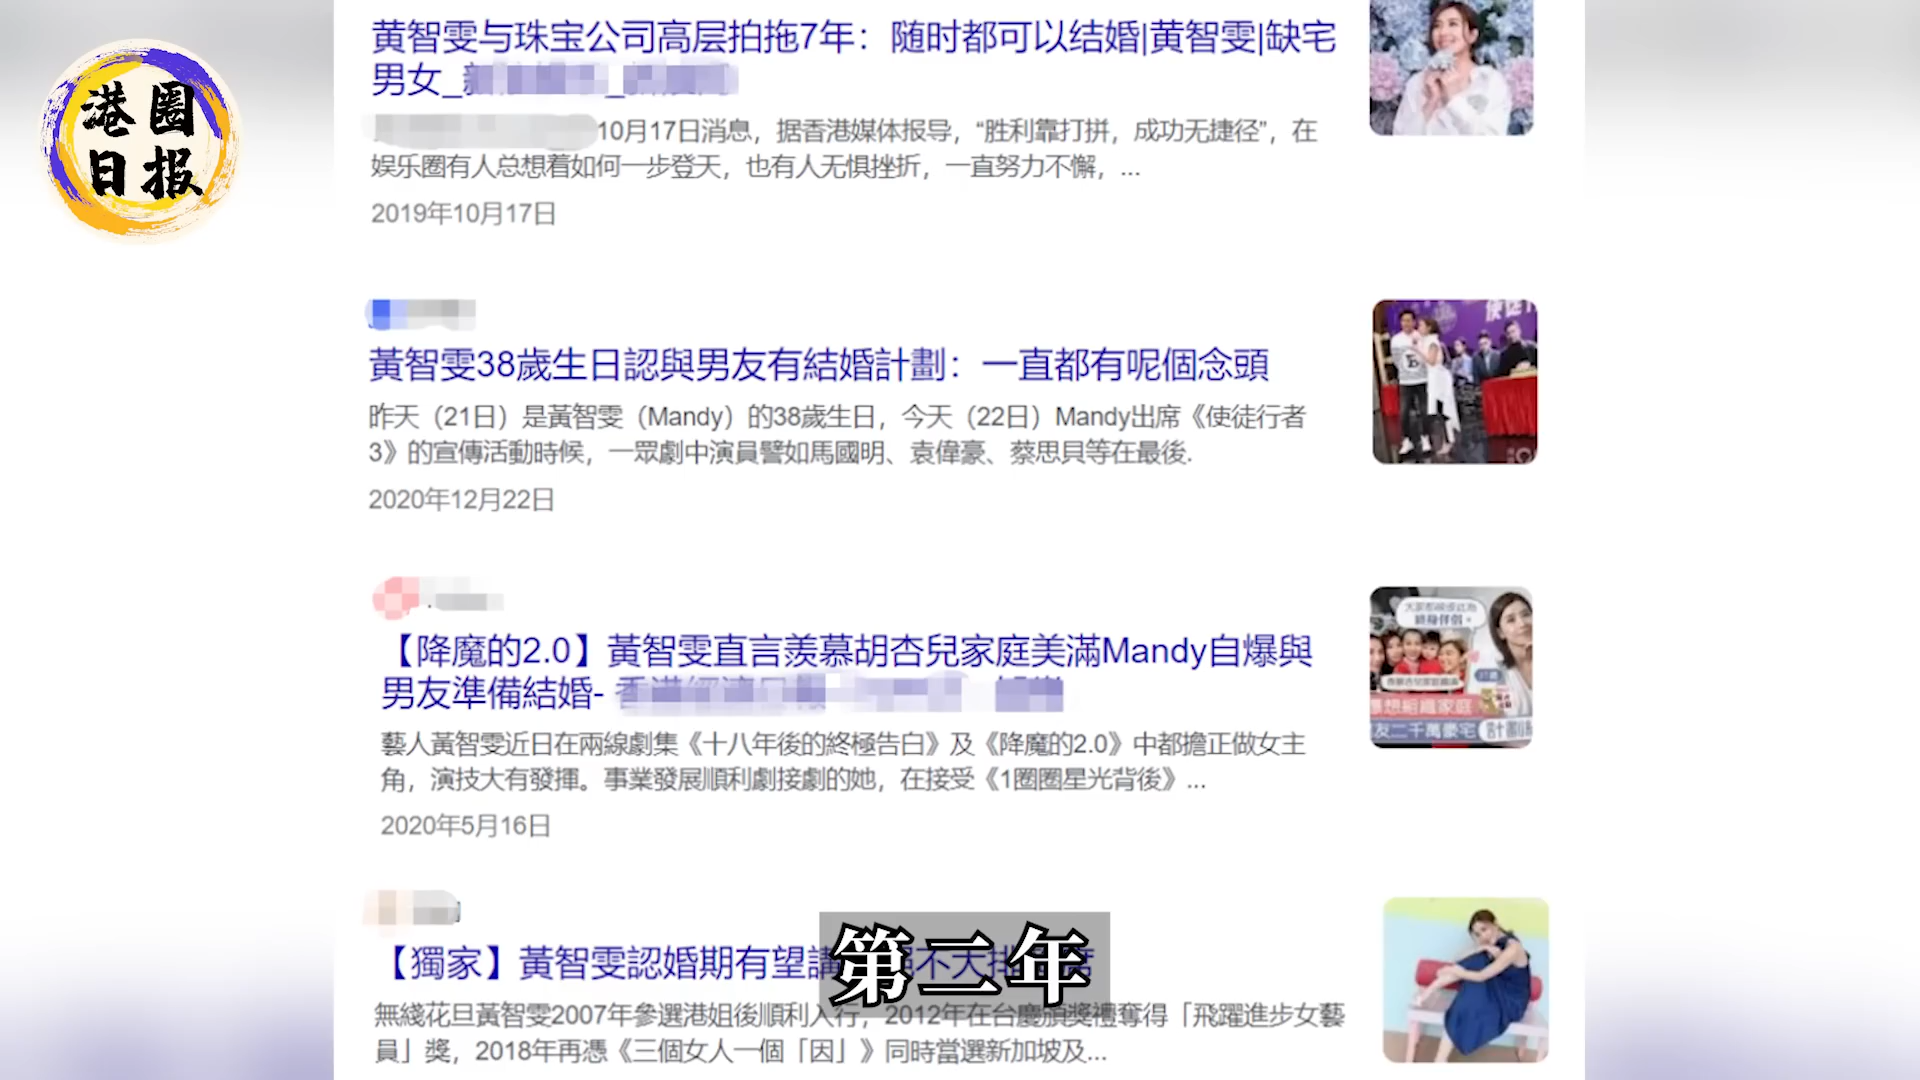 港圈
日报
黄智雯与珠宝公司高层拍拖7年：随时都可以结婚|黄智雯|缺宅
男女_
10月17日消息，据香港媒体报导，“胜利靠打拼，成功无捷径”，在
娱乐圈有人总想着如何一步登天，也有人无惧挫折，一直努力不懈，...
2019年10月17日
黃智雯38歲生日認與男友有結婚計劃：一直都有呢個念頭
昨天（21日）是黃智雯（Mandy）的38歲生日，今天（22日）Mandy出席《使徒行者
3》的宣傳活動時候，一眾劇中演員譬如馬國明、袁偉豪、蔡思貝等在最後.
2020年12月22日
【降魔的2.0】黃智雯直言羨慕胡杏兒家庭美滿Mandy自爆與
男友準備結婚-
藝人黃智雯近日在兩線劇集《十八年後的終極告白》及《降魔的2.0》中都擔正做女主
角，演技大有發揮。事業發展順利劇接劇的她，在接受《1圈圈星光背後》...
2020年5月16日
【獨家】黃智雯認婚期有望
第二年
無綫花旦黃智雯2007年參選港姐後順利入行，2012年在台慶頒獎禮奪得「飛躍進步女藝
員」獎，2018年再憑《三個女人一個「因」》同時當選新加坡及...